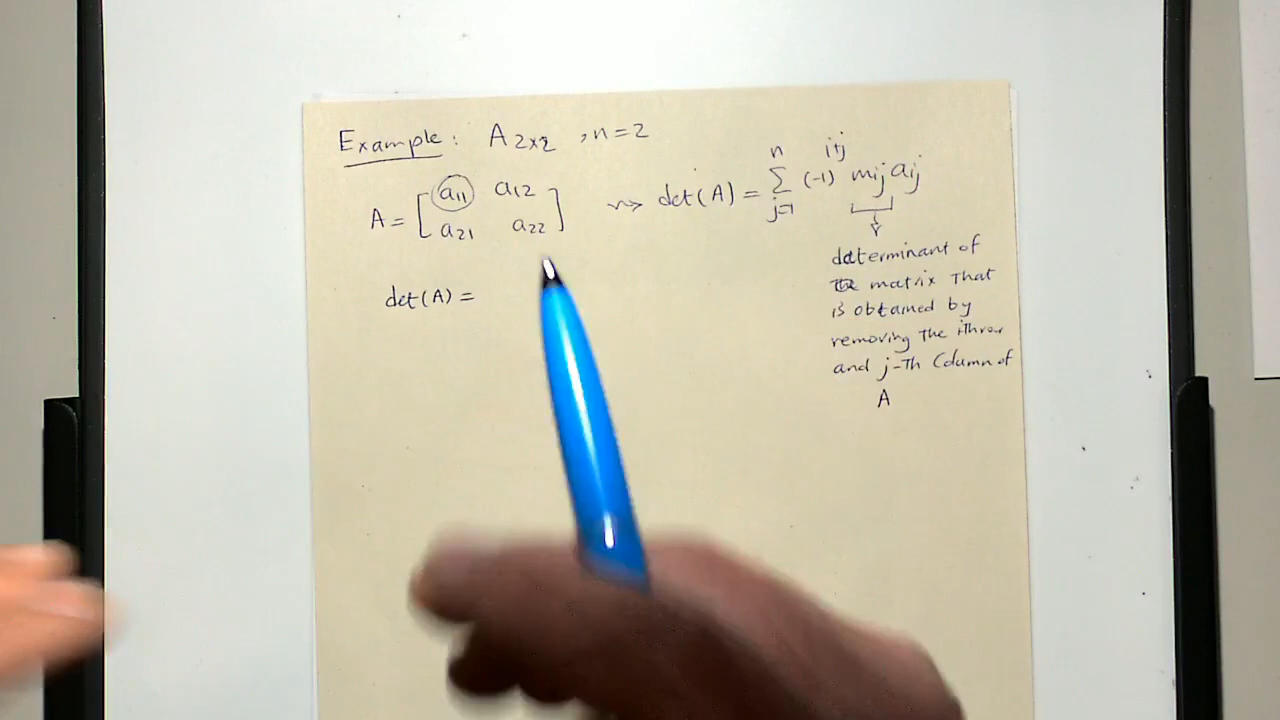 Example: A 2x2 , n=2
A = [ a11 a12
a21 a22 ] ⇝ det(A) = n Σ j=1 (-1) i+j mij aij
determinant of
the matrix that
is obtained by
removing the ith row
and j-th Column of
A
det(A) =